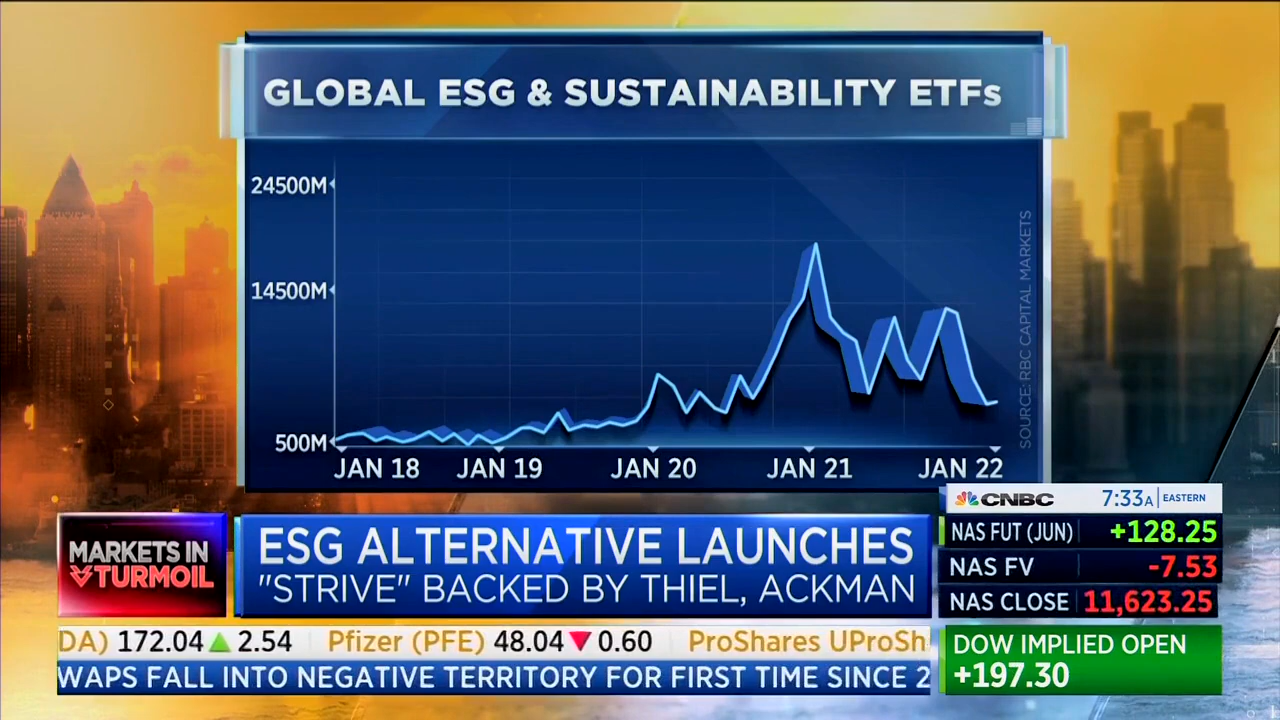 GLOBAL ESG & SUSTAINABILITY ETFs
24500M
14500M
500M
JAN 18
JAN 19
JAN 20
JAN 21
JAN 22
SOURCE: RBC CAPITAL MARKETS
MARKETS IN
TURMOIL
ESG ALTERNATIVE LAUNCHES
"STRIVE" BACKED BY THIEL, ACKMAN
CNBC 7:33A EASTERN
NAS FUT (JUN) +128.25
NAS FV -7.53
NAS CLOSE 11,623.25
DOW IMPLIED OPEN
+197.30
DA) 172.04 ▲ 2.54 Pfizer (PFE) 48.04 ▼ 0.60 ProShares UProSh
WAPS FALL INTO NEGATIVE TERRITORY FOR FIRST TIME SINCE 2